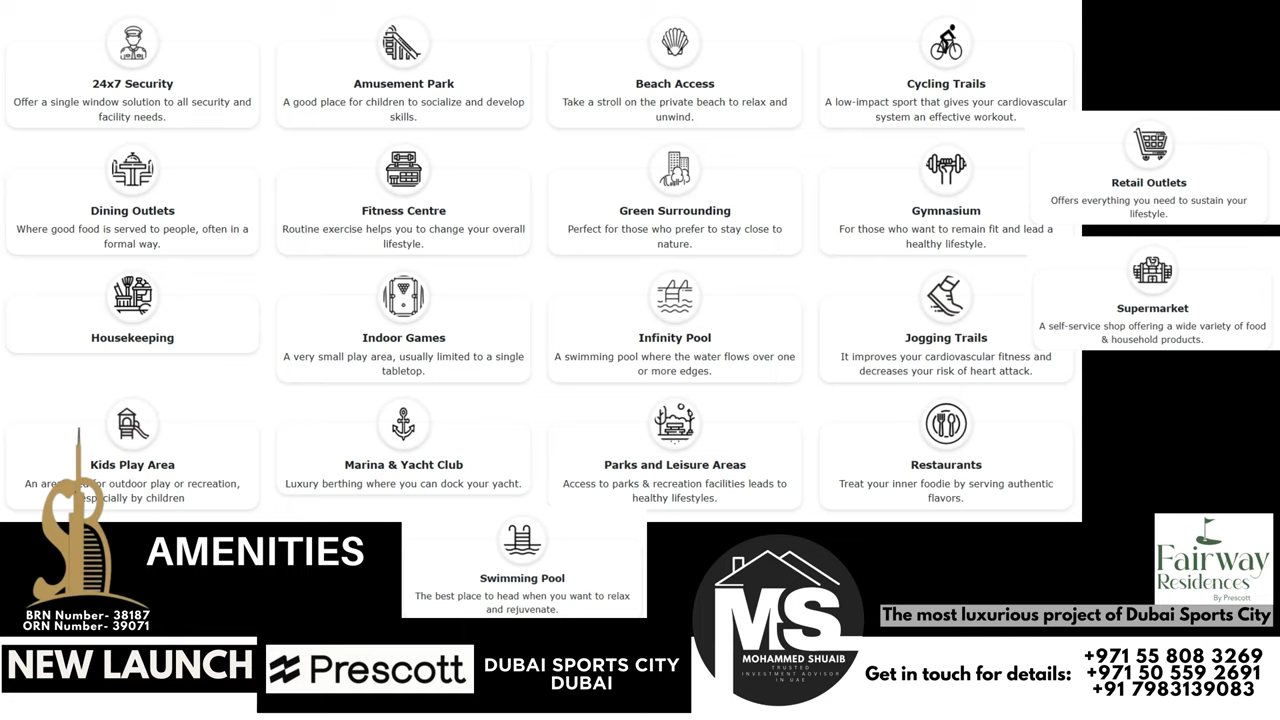 24x7 Security
Offer a single window solution to all security and
facility needs.
Amusement Park
A good place for children to socialize and develop
skills.
Beach Access
Take a stroll on the private beach to relax and
unwind.
Cycling Trails
A low-impact sport that gives your cardiovascular
system an effective workout.
Dining Outlets
Where good food is served to people, often in a
formal way.
Fitness Centre
Routine exercise helps you to change your overall
lifestyle.
Green Surrounding
Perfect for those who prefer to stay close to
nature.
Gymnasium
For those who want to remain fit and lead a
healthy lifestyle.
Retail Outlets
Offers everything you need to sustain your
lifestyle.
Housekeeping
Indoor Games
A very small play area, usually limited to a single
tabletop.
Infinity Pool
A swimming pool where the water flows over one
or more edges.
Jogging Trails
It improves your cardiovascular fitness and
decreases your risk of heart attack.
Supermarket
A self-service shop offering a wide variety of food
& household products.
Kids Play Area
An area for outdoor play or recreation,
especially by children
Marina & Yacht Club
Luxury berthing where you can dock your yacht.
Parks and Leisure Areas
Access to parks & recreation facilities leads to
healthy lifestyles.
Restaurants
Treat your inner foodie by serving authentic
flavors.
Swimming Pool
The best place to head when you want to relax
and rejuvenate.
AMENITIES
SB
BRN Number- 38187
ORN Number- 39071
NEW LAUNCH
Prescott
DUBAI SPORTS CITY
DUBAI
MS
MOHAMMED SHUAIB
TRUSTED
INVESTMENT ADVISOR
IN UAE
Fairway
Residences
By Prescott
The most luxurious project of Dubai Sports City
Get in touch for details:
+971 55 808 3269
+971 50 559 2691
+91 7983139083